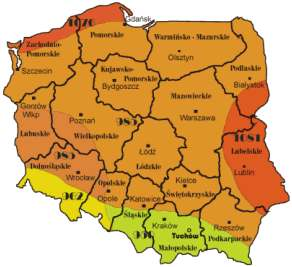 1076
Gdańsk
Zachodnio-
Pomorskie
Pomorskie
Warmińsko - Mazurskie
Szczecin
Olsztyn
Podlaskie
Białystok
Kujawsko-
Pomorskie
Bydgoszcz
Gorzów
Wlkp
Mazowieckie
Warszawa
Poznań
985
Lubuskie
Wielkopolskie
Łódź
Łódzkie
1081
Lubelskie
Lublin
985
Dolnośląskie
Wrocław
962
Opolskie
Opole
Kielce
Świętokrzyskie
Katowice
Śląskie
Kraków
Tuchów
Małopolskie
Rzeszów
Podkarpackie